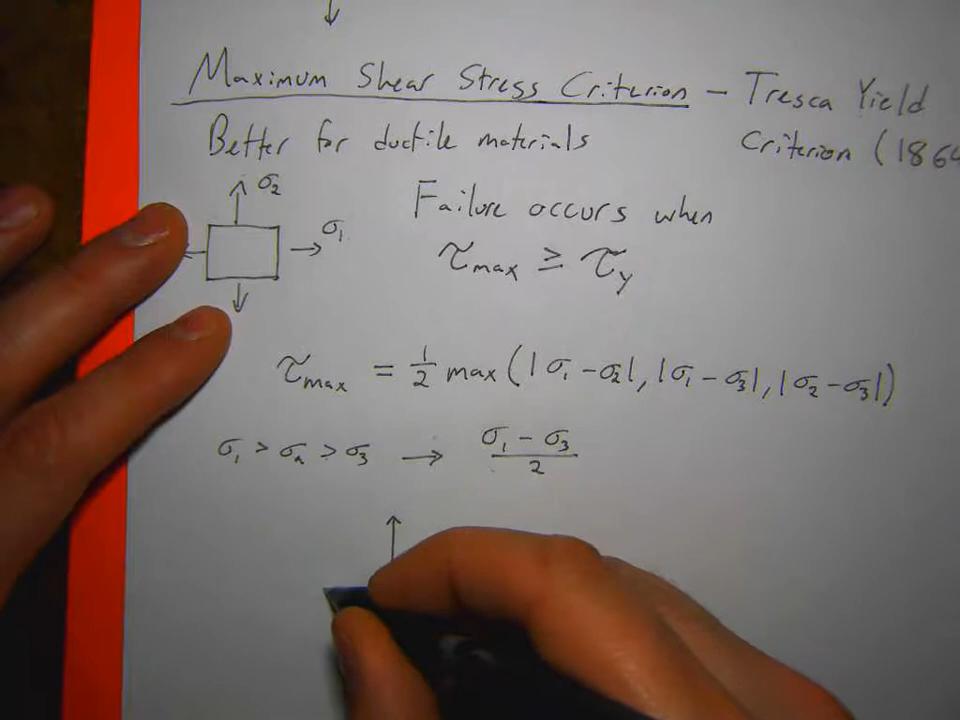 Maximum Shear Stress Criterion - Tresca Yield
Criterion (1864
Better for ductile materials
σ₂
σ₁
Failure occurs when
τmax ≥ τy
τmax = 1/2 max(|σ₁ - σ₂|, |σ₁ - σ₃|, |σ₂ - σ₃|)
σ₁ > σ₂ > σ₃ → (σ₁ - σ₃)/2